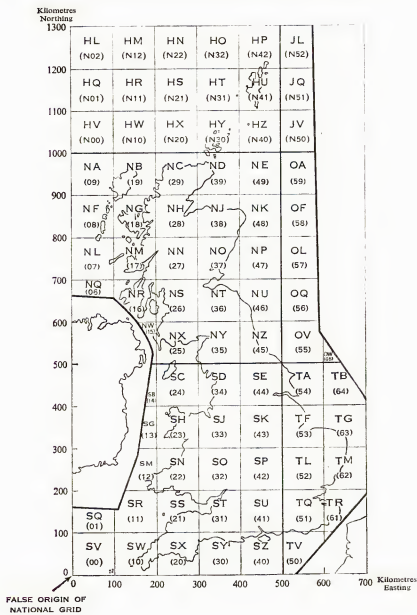 Kilometres
Northing
1300
HL HM HN HO HP JL
(N02) (N12) (N22) (N32) (N42) (N52)
1200
HQ HR HS HT HU JQ
(N01) (N11) (N21) (N31) (N41) (N51)
1100
HV HW HX HY HZ JV
(N00) (N10) (N20) (N30) (N40) (N50)
1000
NA NB NC ND NE OA
(09) (19) (29) (39) (49) (59)
900
NF NG NH NJ NK OF
(08) (18) (28) (38) (48) (58)
800
NL NM NN NO NP OL
(07) (17) (27) (37) (47) (57)
700
NQ
(06)
NR NS NT NU OQ
(16) (26) (36) (46) (56)
600
NW
(15)
NX NY NZ OV
(25) (35) (45) (55)
500
SB
(14)
SC SD SE TA TB
(24) (34) (44) (54) (64)
400
SG SH SJ SK TF TG
(13) (23) (33) (43) (53) (63)
300
SM SN SO SP TL TM
(12) (22) (32) (42) (52) (62)
200
SQ
(01)
SR SS ST SU TQ TR
(11) (21) (31) (41) (51) (61)
100
SV SW SX SY SZ TV
(00) (10) (20) (30) (40) (50)
0
0 100 200 300 400 500 600 700
Kilometres
Easting
FALSE ORIGIN OF
NATIONAL GRID